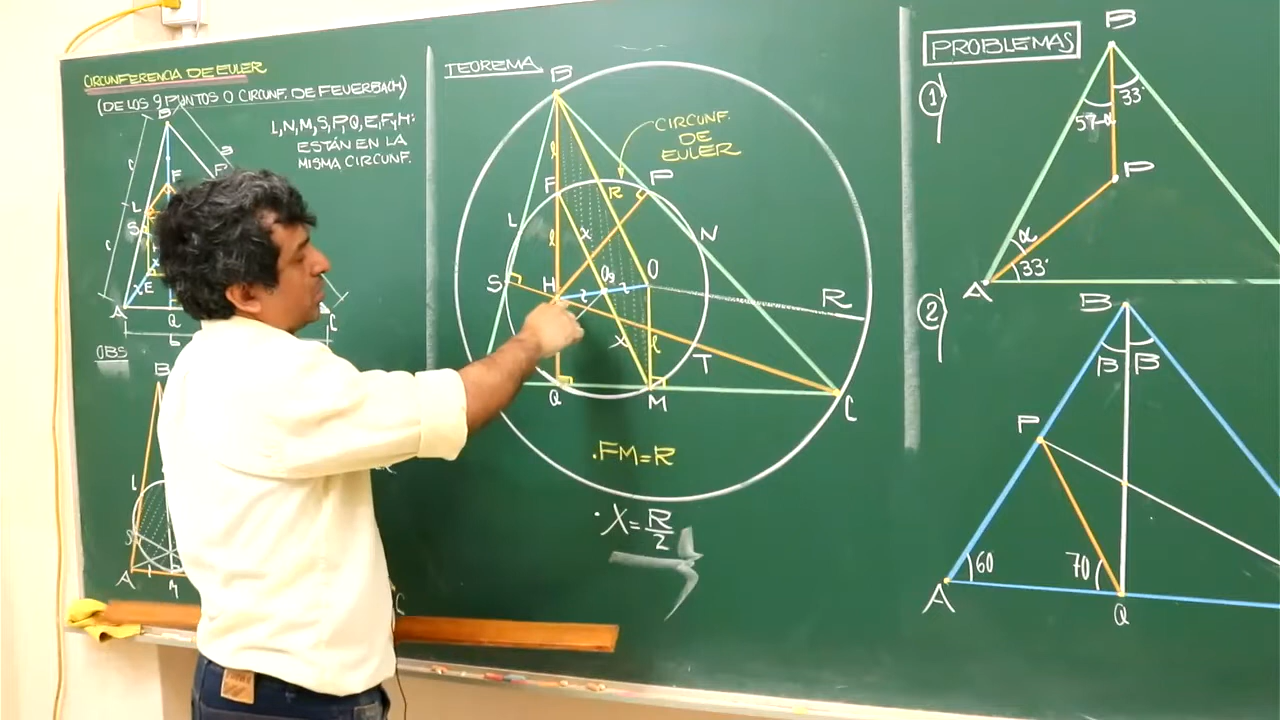 CIRCUNFERENCIA DE EULER
(DE LOS 9 PUNTOS O CIRCUNF. DE FEUERBACH)
B
L, N, M, S, P, Q, E, F, H:
ESTÁN EN LA
MISMA CIRCUNF.
C
F
L
S
C
x
E
A
Q
C
b
OBS
B
L
S
A
M
C
TEOREMA
B
CIRCUNF.
DE
EULER
l
F
R
P
L
l
x
N
S
H
O
R
x
l
T
Q
M
C
.FM=R
.X=R/2
PROBLEMAS
1)
B
33°
57-α
P
α
33°
A
2)
B
β β
P
60
70
A
Q